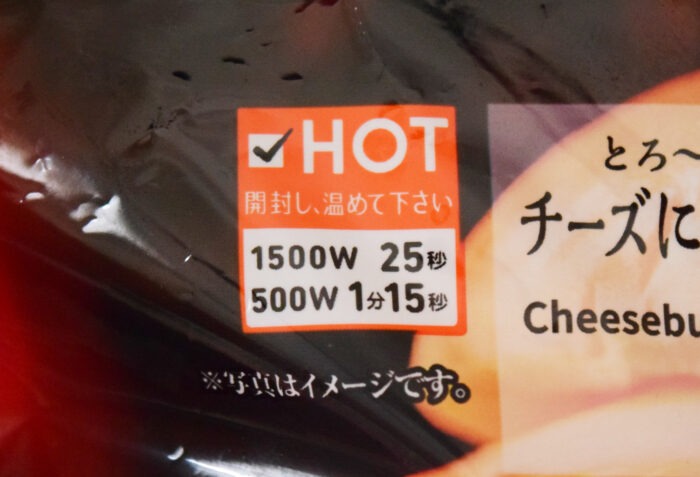 HOT
開封し、温めて下さい
1500W 25秒
500W 1分15秒
※写真はイメージです。
とろ〜
チーズに
Cheesebu